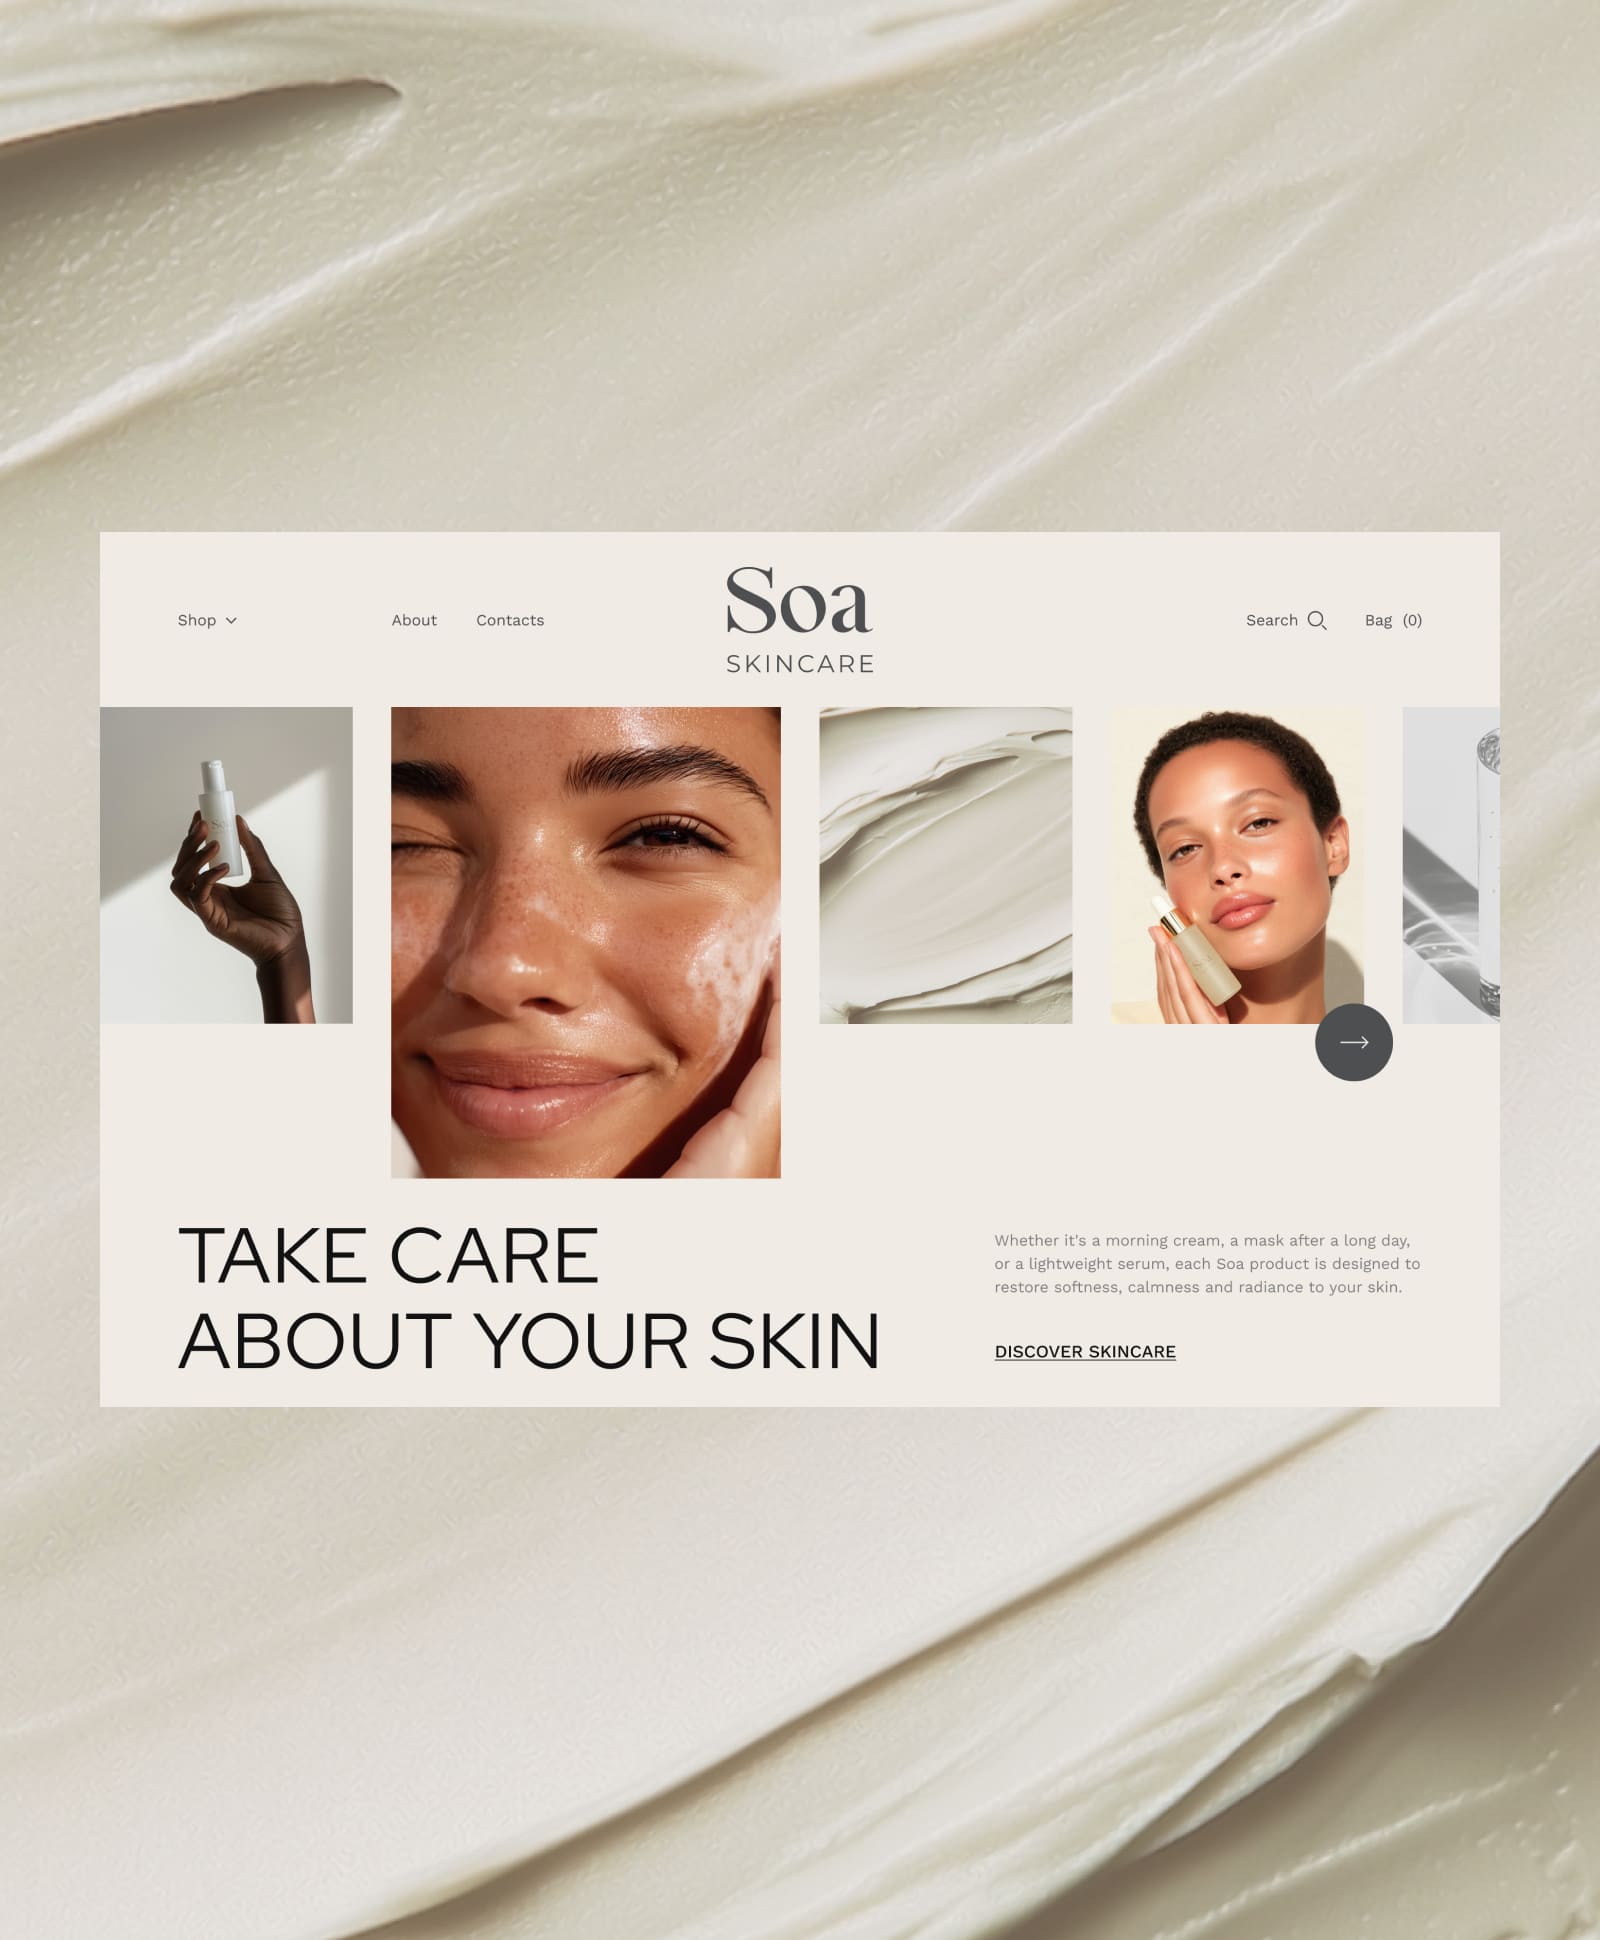 Shop
About
Contacts
Soa
SKINCARE
Search
Bag (0)
TAKE CARE
ABOUT YOUR SKIN
Whether it's a morning cream, a mask after a long day,
or a lightweight serum, each Soa product is designed to
restore softness, calmness and radiance to your skin.
DISCOVER SKINCARE